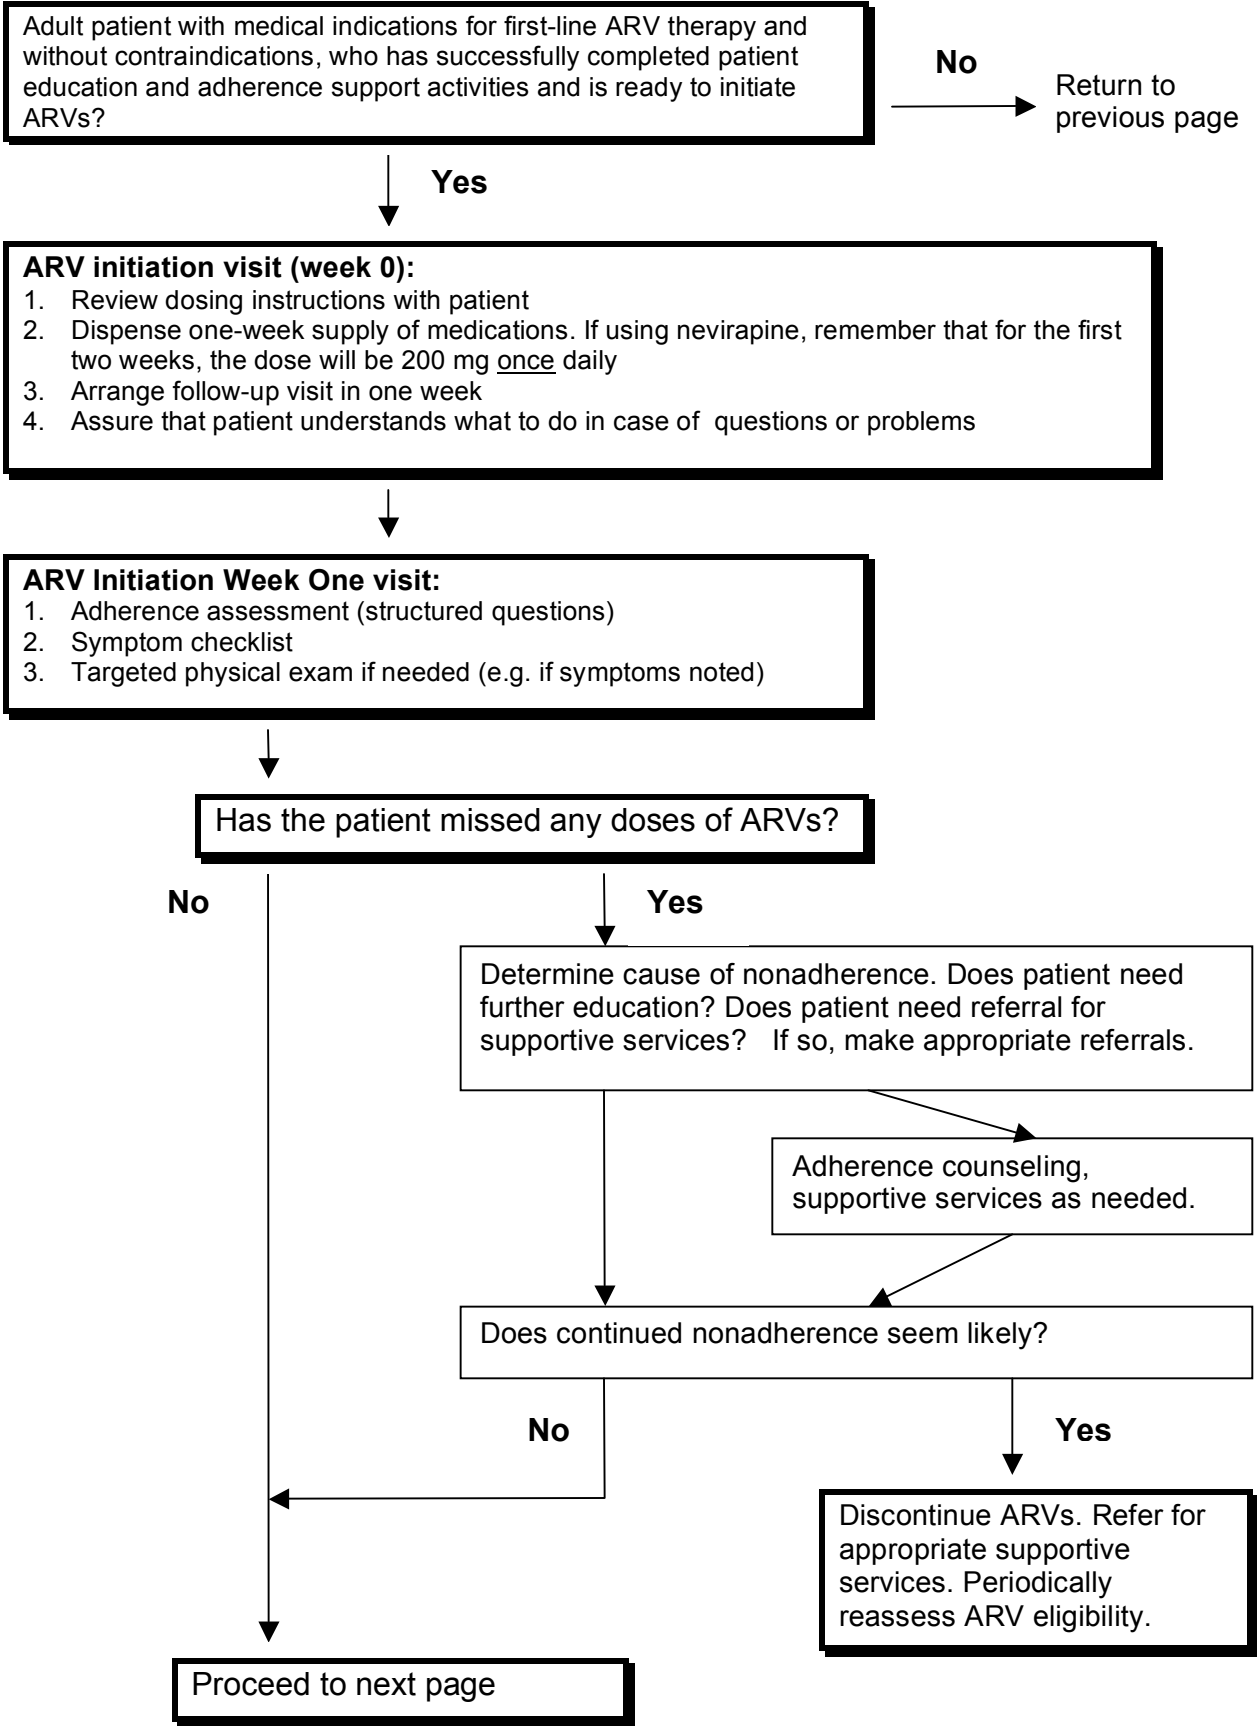 Adult patient with medical indications for first-line ARV therapy and
without contraindications, who has successfully completed patient
education and adherence support activities and is ready to initiate
ARVs?
No
Return to
previous page
Yes
ARV initiation visit (week 0):
1. Review dosing instructions with patient
2. Dispense one-week supply of medications. If using nevirapine, remember that for the first
two weeks, the dose will be 200 mg once daily
3. Arrange follow-up visit in one week
4. Assure that patient understands what to do in case of questions or problems
ARV Initiation Week One visit:
1. Adherence assessment (structured questions)
2. Symptom checklist
3. Targeted physical exam if needed (e.g. if symptoms noted)
Has the patient missed any doses of ARVs?
No
Yes
Determine cause of nonadherence. Does patient need
further education? Does patient need referral for
supportive services? If so, make appropriate referrals.
Adherence counseling,
supportive services as needed.
Does continued nonadherence seem likely?
No
Yes
Discontinue ARVs. Refer for
appropriate supportive
services. Periodically
reassess ARV eligibility.
Proceed to next page